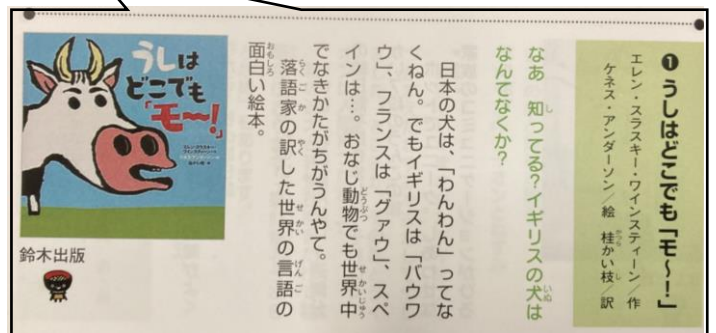 ❶ うしはどこでも「モ〜！」
エレン・スラスキー・ワインスティーン／作
ケネス・アンダーソン／絵 桂かい枝／訳
なあ 知ってる？イギリスの犬は
なんてなくか？
日本の犬は、「わんわん」ってな
くねん。でもイギリスは「バウワ
ウ」、フランスは「グァウ」、スペ
インは…。おなじ動物でも世界中
でなきかたがちがうんやて。
落語家の訳した世界の言語の
面白い絵本。
うしは
どこでも
「モ〜！」
鈴木出版